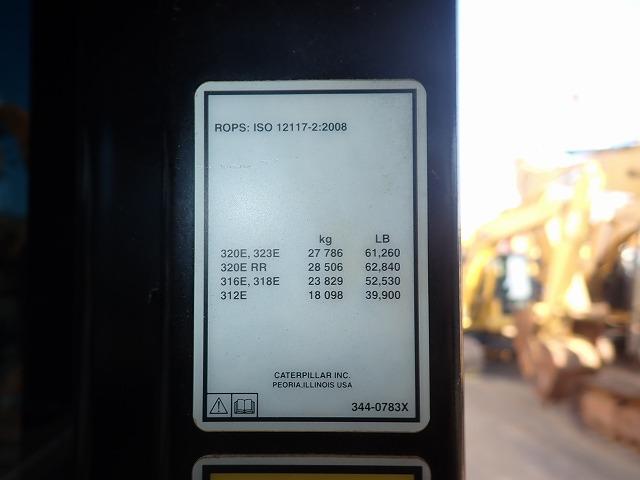 ROPS: ISO 12117-2:2008
kg LB
320E, 323E 27 786 61,260
320E RR 28 506 62,840
316E, 318E 23 829 52,530
312E 18 098 39,900
CATERPILLAR INC.
PEORIA,ILLINOIS USA
344-0783X